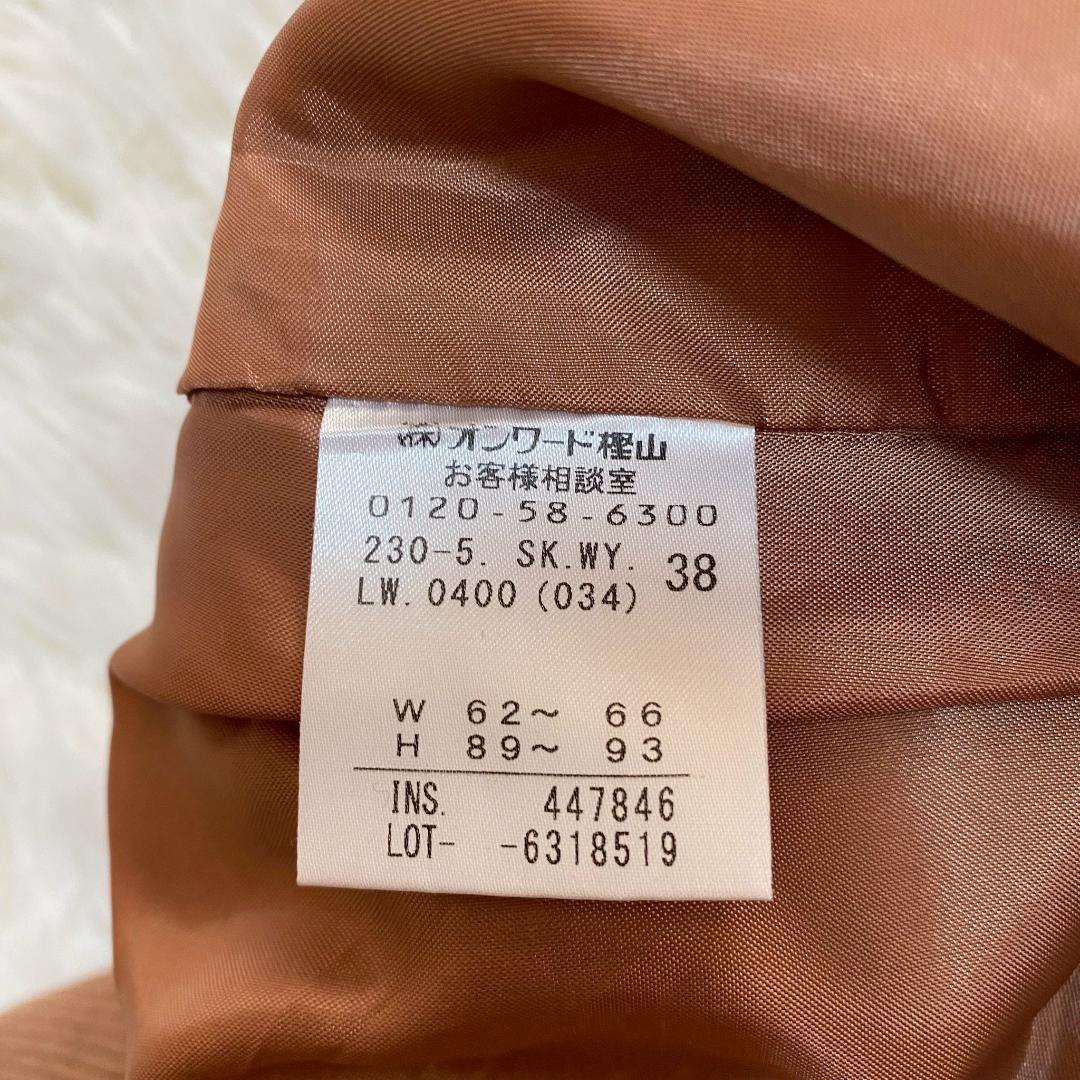 ㈱オンワード樫山
お客様相談室
0120-58-6300
230-5. SK.WY. 38
LW.0400(034)
W 62〜 66
H 89〜 93
INS. 447846
LOT- -6318519